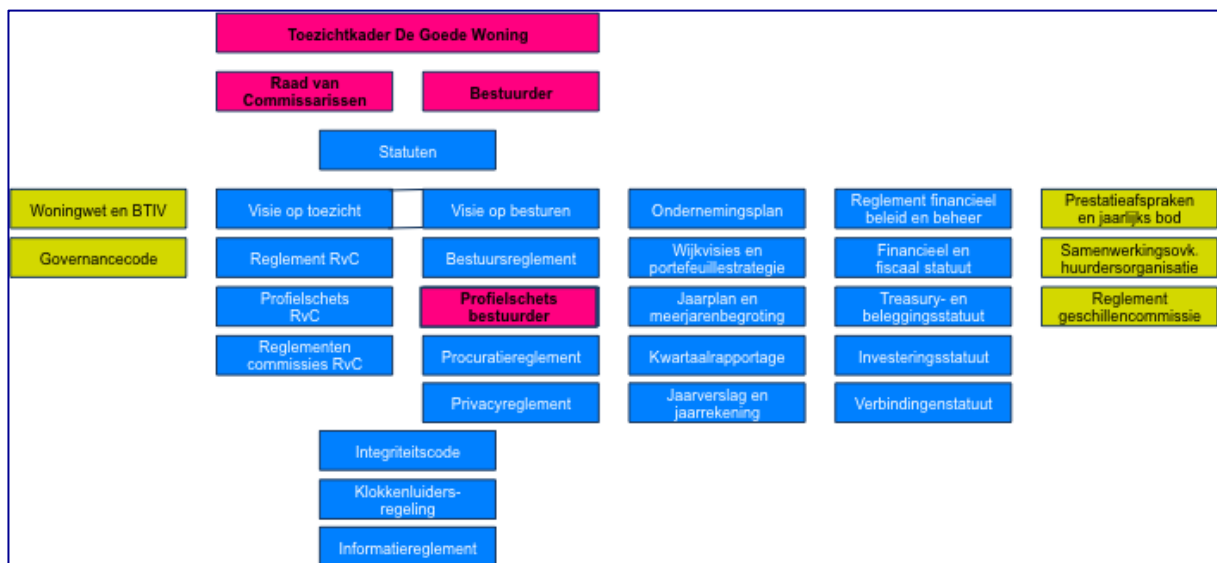 Toezichtkader De Goede Woning
Raad van
Commissarissen
Bestuurder
Statuten
Woningwet en BTIV
Visie op toezicht
Visie op besturen
Ondernemingsplan
Reglement financieel
beleid en beheer
Prestatieafspraken
en jaarlijks bod
Governancecode
Reglement RvC
Bestuursreglement
Wijkvisies en
portefeuillestrategie
Financieel en
fiscaal statuut
Samenwerkingsovk.
huurdersorganisatie
Profielschets
RvC
Profielschets
bestuurder
Jaarplan en
meerjarenbegroting
Treasury- en
beleggingsstatuut
Reglement
geschillencommissie
Reglementen
commissies RvC
Procuratiereglement
Kwartaalrapportage
Investeringsstatuut
Privacyreglement
Jaarverslag en
jaarrekening
Verbindingenstatuut
Integriteitscode
Klokkenluiders-
regeling
Informatiereglement